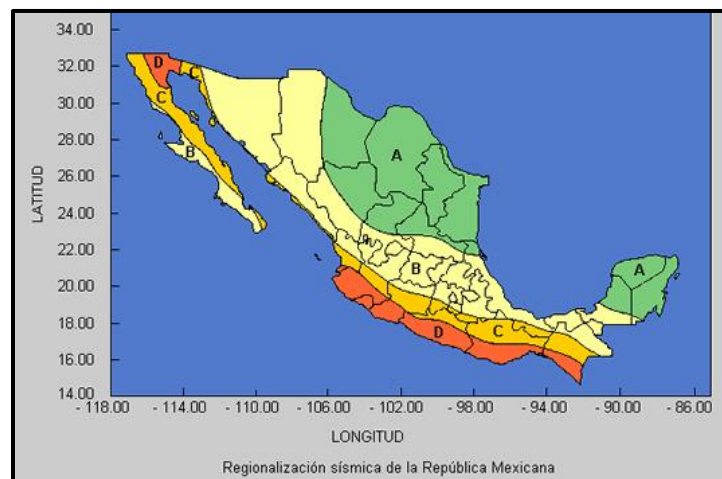 34.00
32.00
30.00
28.00
26.00
24.00
22.00
20.00
18.00
16.00
14.00
LATITUD
D
C
C
B
A
A
B
C
D
- 118.00 - 114.00 - 110.00 - 106.00 - 102.00 - 98.00 - 94.00 - 90.00 - 86.00
LONGITUD
Regionalización sísmica de la República Mexicana